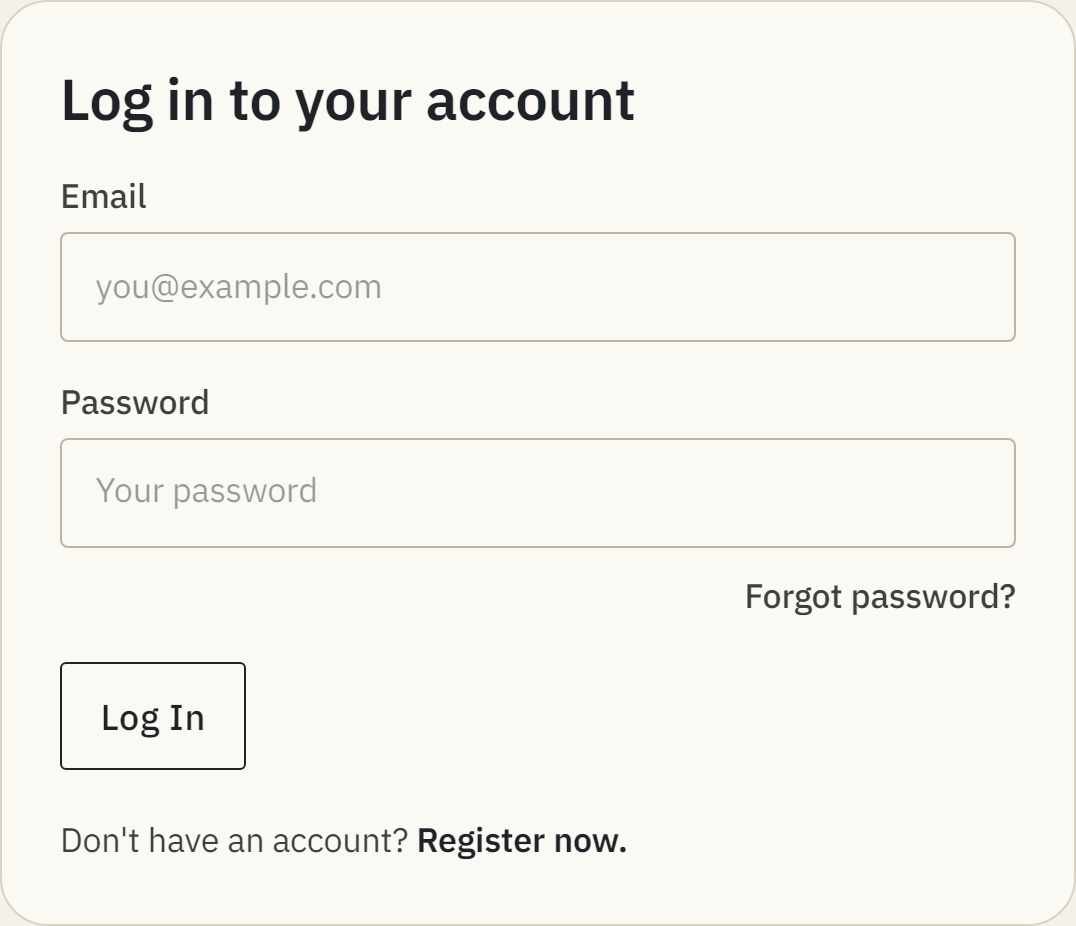 Log in to your account
Email
you@example.com
Password
Your password
Forgot password?
Log In
Don't have an account? Register now.